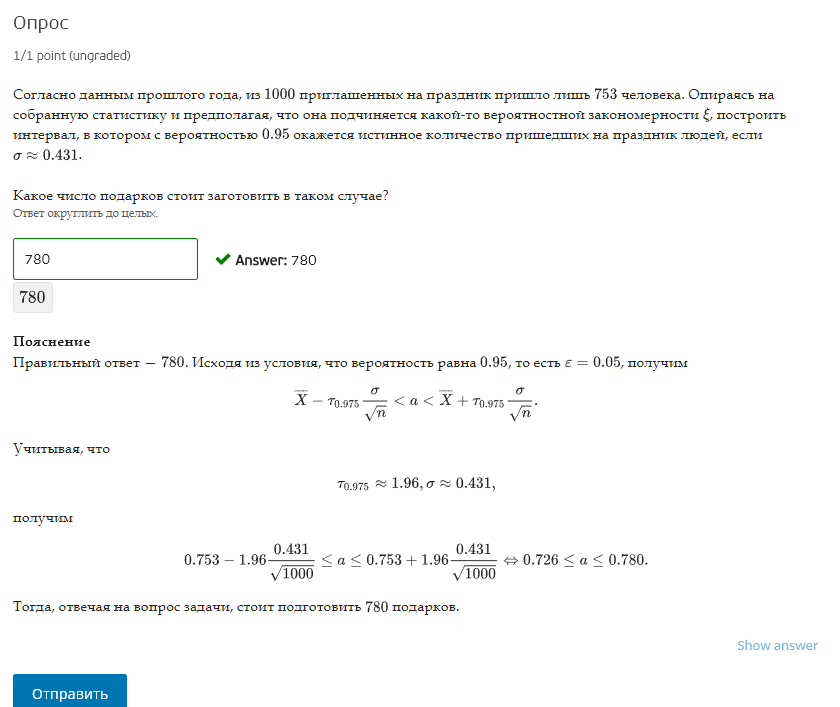 Опрос
1/1 point (ungraded)
Согласно данным прошлого года, из 1000 приглашенных на праздник пришло лишь 753 человека. Опираясь на
собранную статистику и предполагая, что она подчиняется какой-то вероятностной закономерности ξ, построить
интервал, в котором с вероятностью 0.95 окажется истинное количество пришедших на праздник людей, если
σ ≈ 0.431.
Какое число подарков стоит заготовить в таком случае?
Ответ округлить до целых.
780
✔ Answer: 780
780
Пояснение
Правильный ответ — 780. Исходя из условия, что вероятность равна 0.95, то есть ε = 0.05, получим
X̅ − τ₀.₉₇₅ σ/√n < a < X̅ + τ₀.₉₇₅ σ/√n.
Учитывая, что
τ₀.₉₇₅ ≈ 1.96, σ ≈ 0.431,
получим
0.753 − 1.96 0.431/√1000 ≤ a ≤ 0.753 + 1.96 0.431/√1000 ⇔ 0.726 ≤ a ≤ 0.780.
Тогда, отвечая на вопрос задачи, стоит подготовить 780 подарков.
Show answer
Отправить